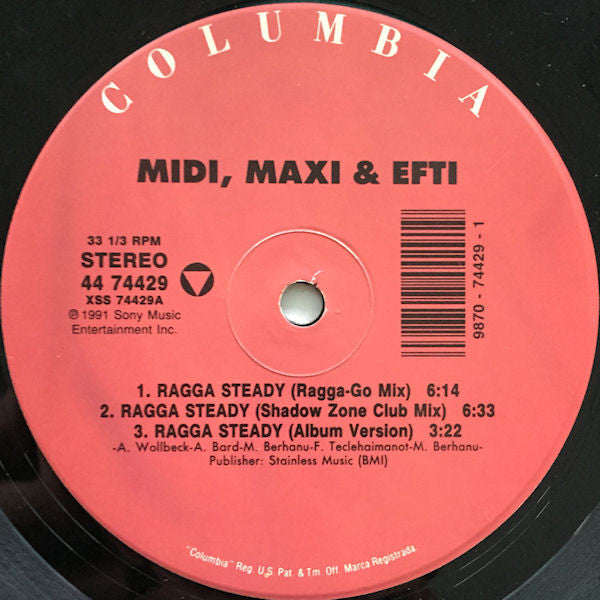 COLUMBIA
MIDI, MAXI & EFTI
33 1/3 RPM
STEREO
44 74429
XSS 74429A
℗ 1991 Sony Music
Entertainment Inc.
9870 - 74429 - 1
1. RAGGA STEADY (Ragga-Go Mix) 6:14
2. RAGGA STEADY (Shadow Zone Club Mix) 6:33
3. RAGGA STEADY (Album Version) 3:22
-A. Wollbeck-A. Bard-M. Berhanu-F. Teclehaimanot-M. Berhanu-
Publisher: Stainless Music (BMI)
"Columbia" Reg. U.S. Pat. & Tm. Off. Marca Registrada.